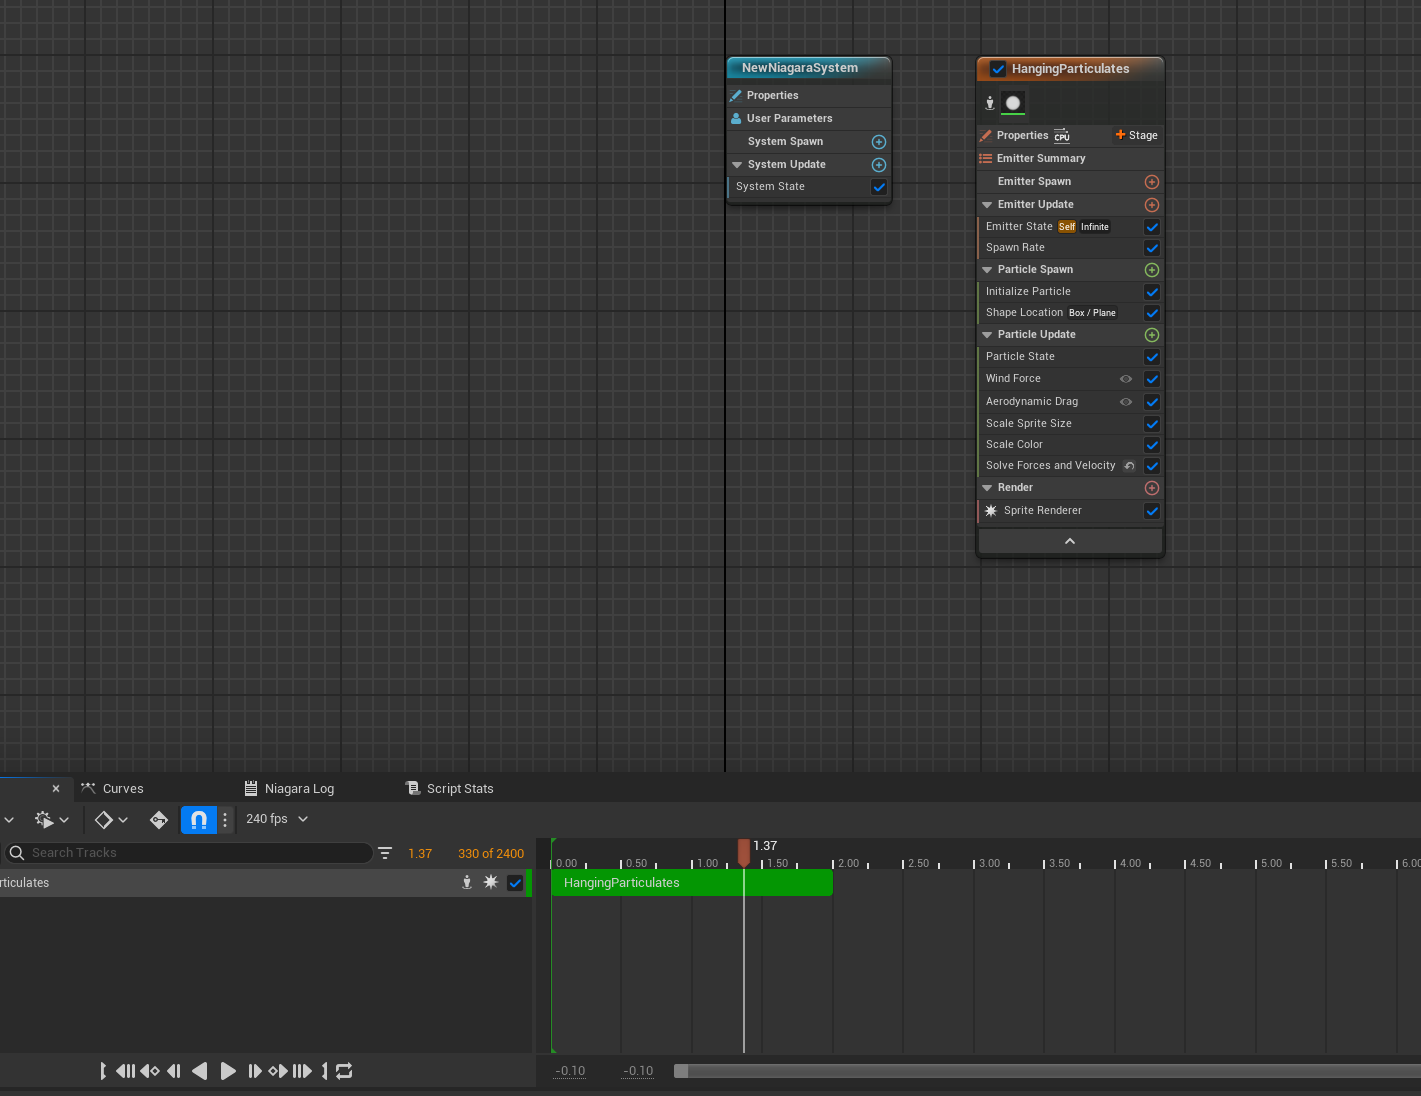 NewNiagaraSystem
Properties
User Parameters
System Spawn
System Update
System State
HangingParticulates
Properties CPU Stage
Emitter Summary
Emitter Spawn
Emitter Update
Emitter State Self Infinite
Spawn Rate
Particle Spawn
Initialize Particle
Shape Location Box / Plane
Particle Update
Particle State
Wind Force
Aerodynamic Drag
Scale Sprite Size
Scale Color
Solve Forces and Velocity
Render
Sprite Renderer
Curves Niagara Log Script Stats
240 fps
Search Tracks 1.37 330 of 2400
1.37
0.00 0.50 1.00 1.50 2.00 2.50 3.00 3.50 4.00 4.50 5.00 5.50 6.00
rticulates
HangingParticulates
-0.10 -0.10